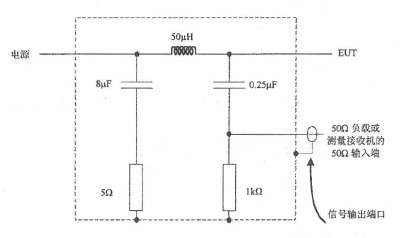 50μH
电源
EUT
8μF
0.25μF
50Ω 负载或
测量接收机的
50Ω 输入端
5Ω
1kΩ
信号输出端口